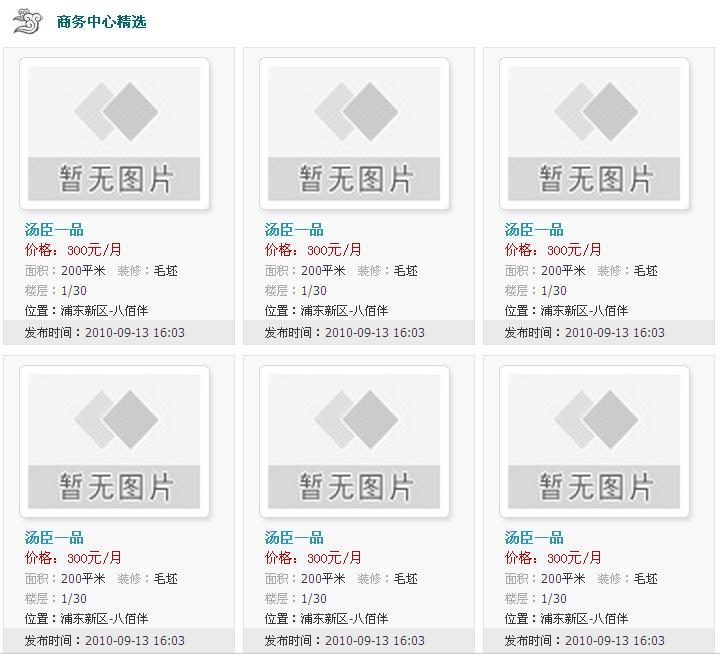 商务中心精选
暂无图片
暂无图片
暂无图片
汤臣一品
价格：300元/月
面积：200平米 装修：毛坯
楼层：1/30
位置：浦东新区-八佰伴
发布时间：2010-09-13 16:03
汤臣一品
价格：300元/月
面积：200平米 装修：毛坯
楼层：1/30
位置：浦东新区-八佰伴
发布时间：2010-09-13 16:03
汤臣一品
价格：300元/月
面积：200平米 装修：毛坯
楼层：1/30
位置：浦东新区-八佰伴
发布时间：2010-09-13 16:03
暂无图片
暂无图片
暂无图片
汤臣一品
价格：300元/月
面积：200平米 装修：毛坯
楼层：1/30
位置：浦东新区-八佰伴
发布时间：2010-09-13 16:03
汤臣一品
价格：300元/月
面积：200平米 装修：毛坯
楼层：1/30
位置：浦东新区-八佰伴
发布时间：2010-09-13 16:03
汤臣一品
价格：300元/月
面积：200平米 装修：毛坯
楼层：1/30
位置：浦东新区-八佰伴
发布时间：2010-09-13 16:03